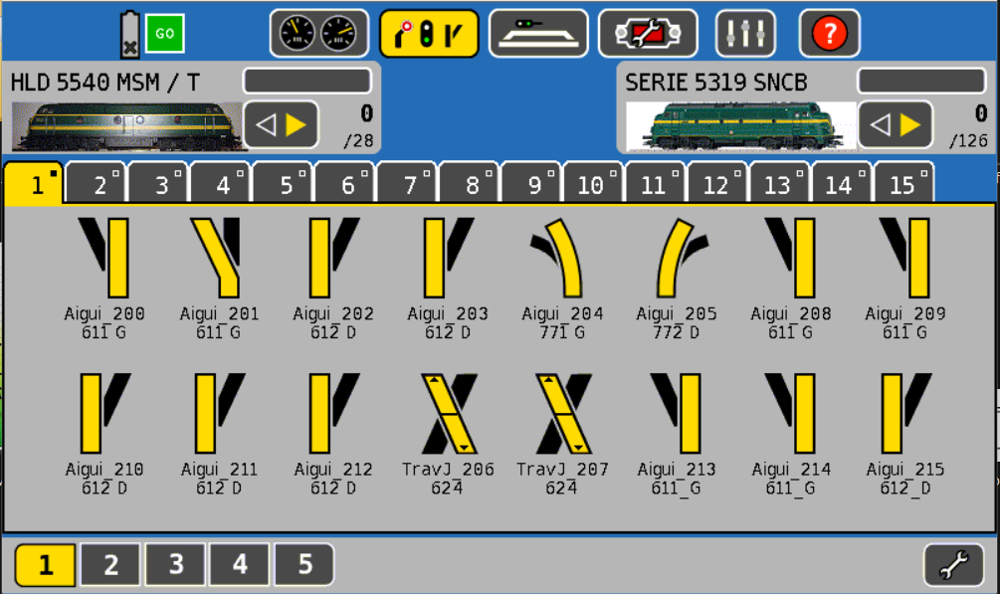 GO
?
HLD 5540 MSM / T
0
/28
SERIE 5319 SNCB
0
/126
1 2 3 4 5 6 7 8 9 10 11 12 13 14 15
Aigui_200 Aigui_201 Aigui_202 Aigui_203 Aigui_204 Aigui_205 Aigui_208 Aigui_209
611 G 611 G 612 D 612 D 771 G 772 D 611 G 611 G
Aigui_210 Aigui_211 Aigui_212 TravJ_206 TravJ_207 Aigui_213 Aigui_214 Aigui_215
612 D 612 D 612 D 624 624 611_G 611_G 612_D
1 2 3 4 5